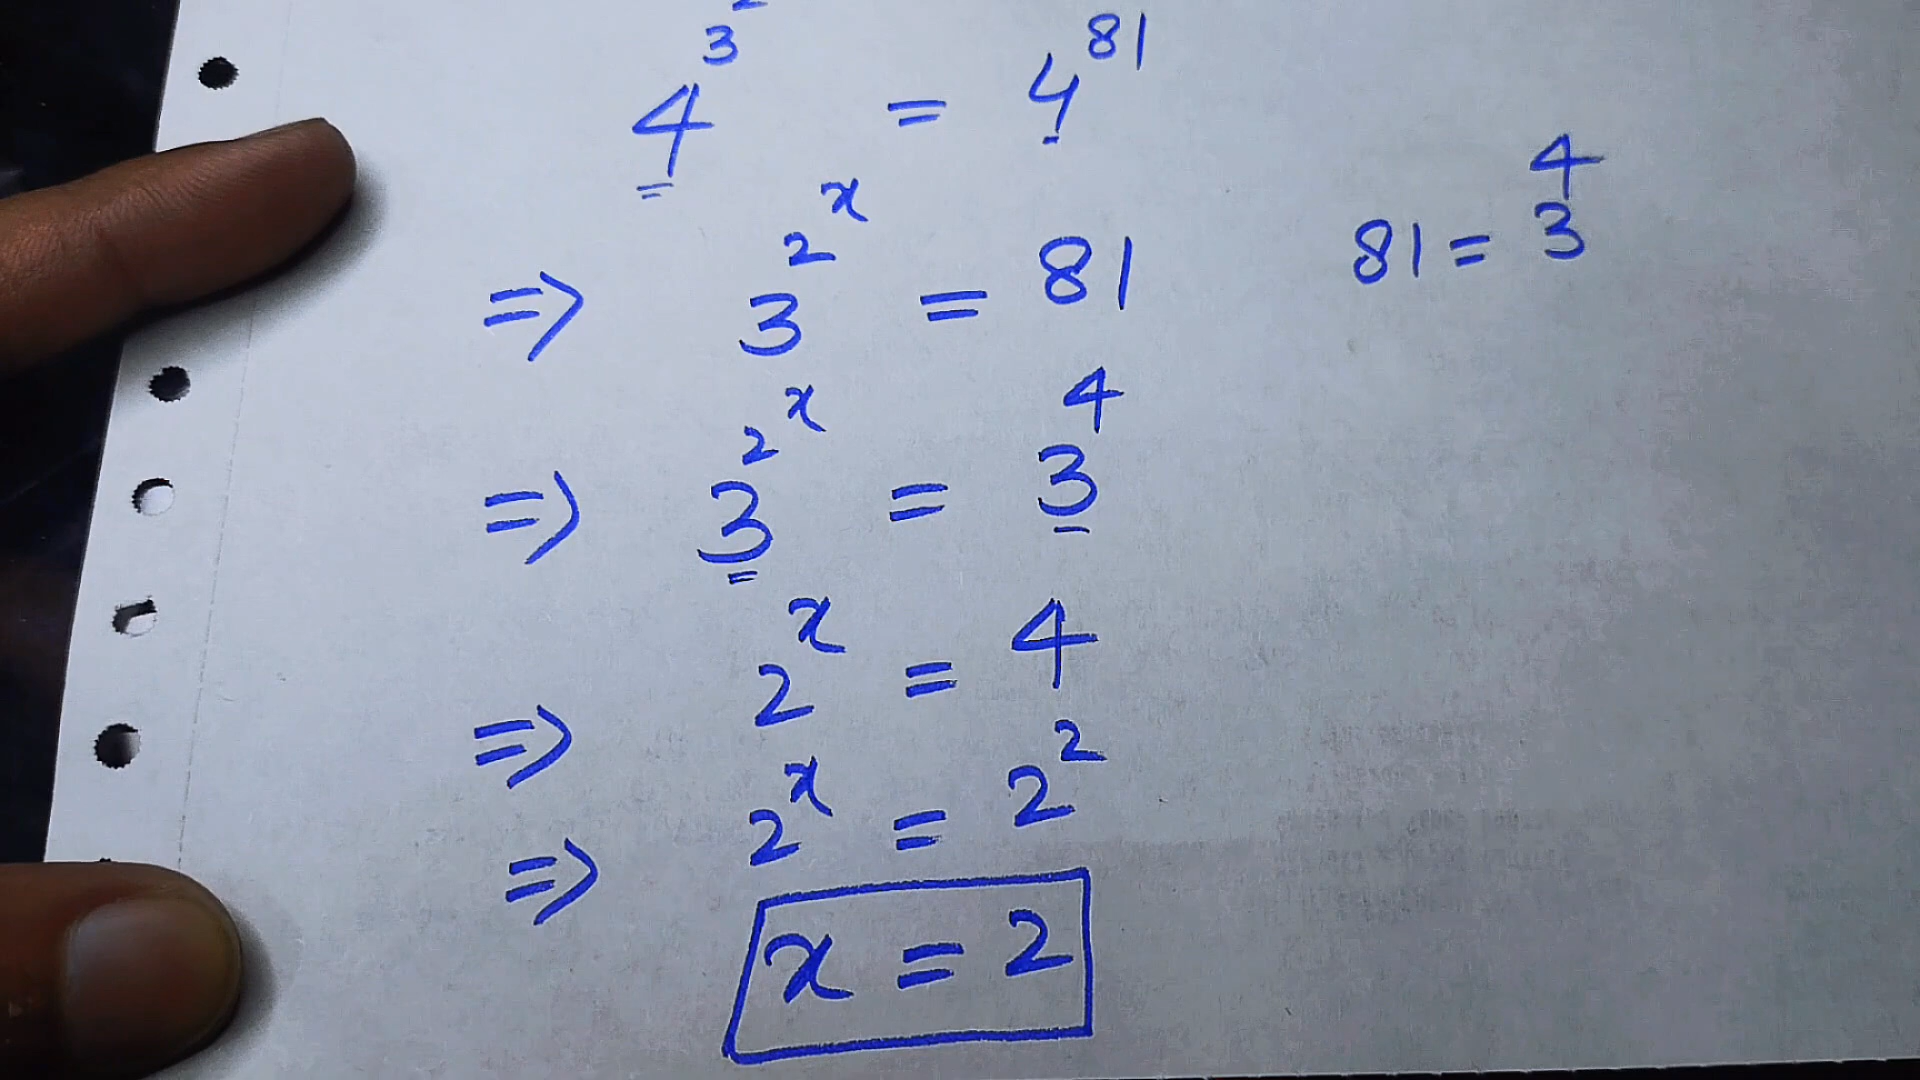 4^3^2 = 4^81
=> 3^2^x = 81
81 = 3^4
=> 3^2^x = 3^4
=> 2^x = 4
=> 2^x = 2^2
x = 2